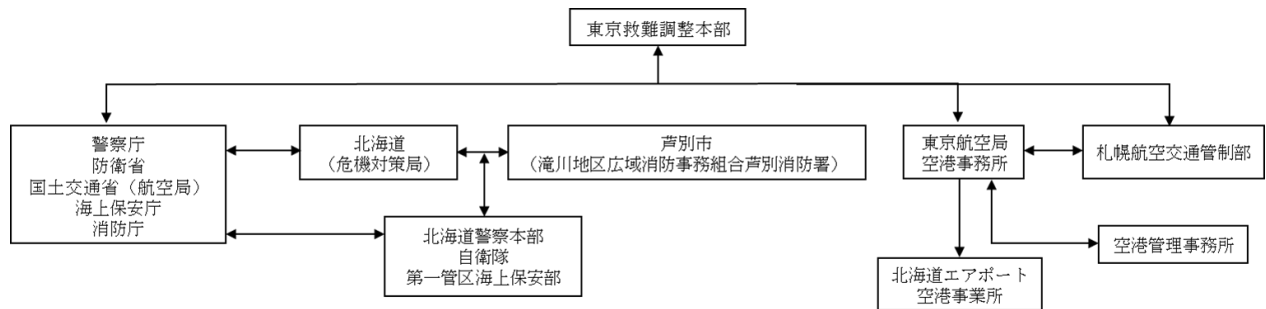 東京救難調整本部
警察庁
防衛省
国土交通省（航空局）
海上保安庁
消防庁
北海道
（危機対策局）
芦別市
（滝川地区広域消防事務組合芦別消防署）
東京航空局
空港事務所
札幌航空交通管制部
北海道警察本部
自衛隊
第一管区海上保安部
空港管理事務所
北海道エアポート
空港事業所